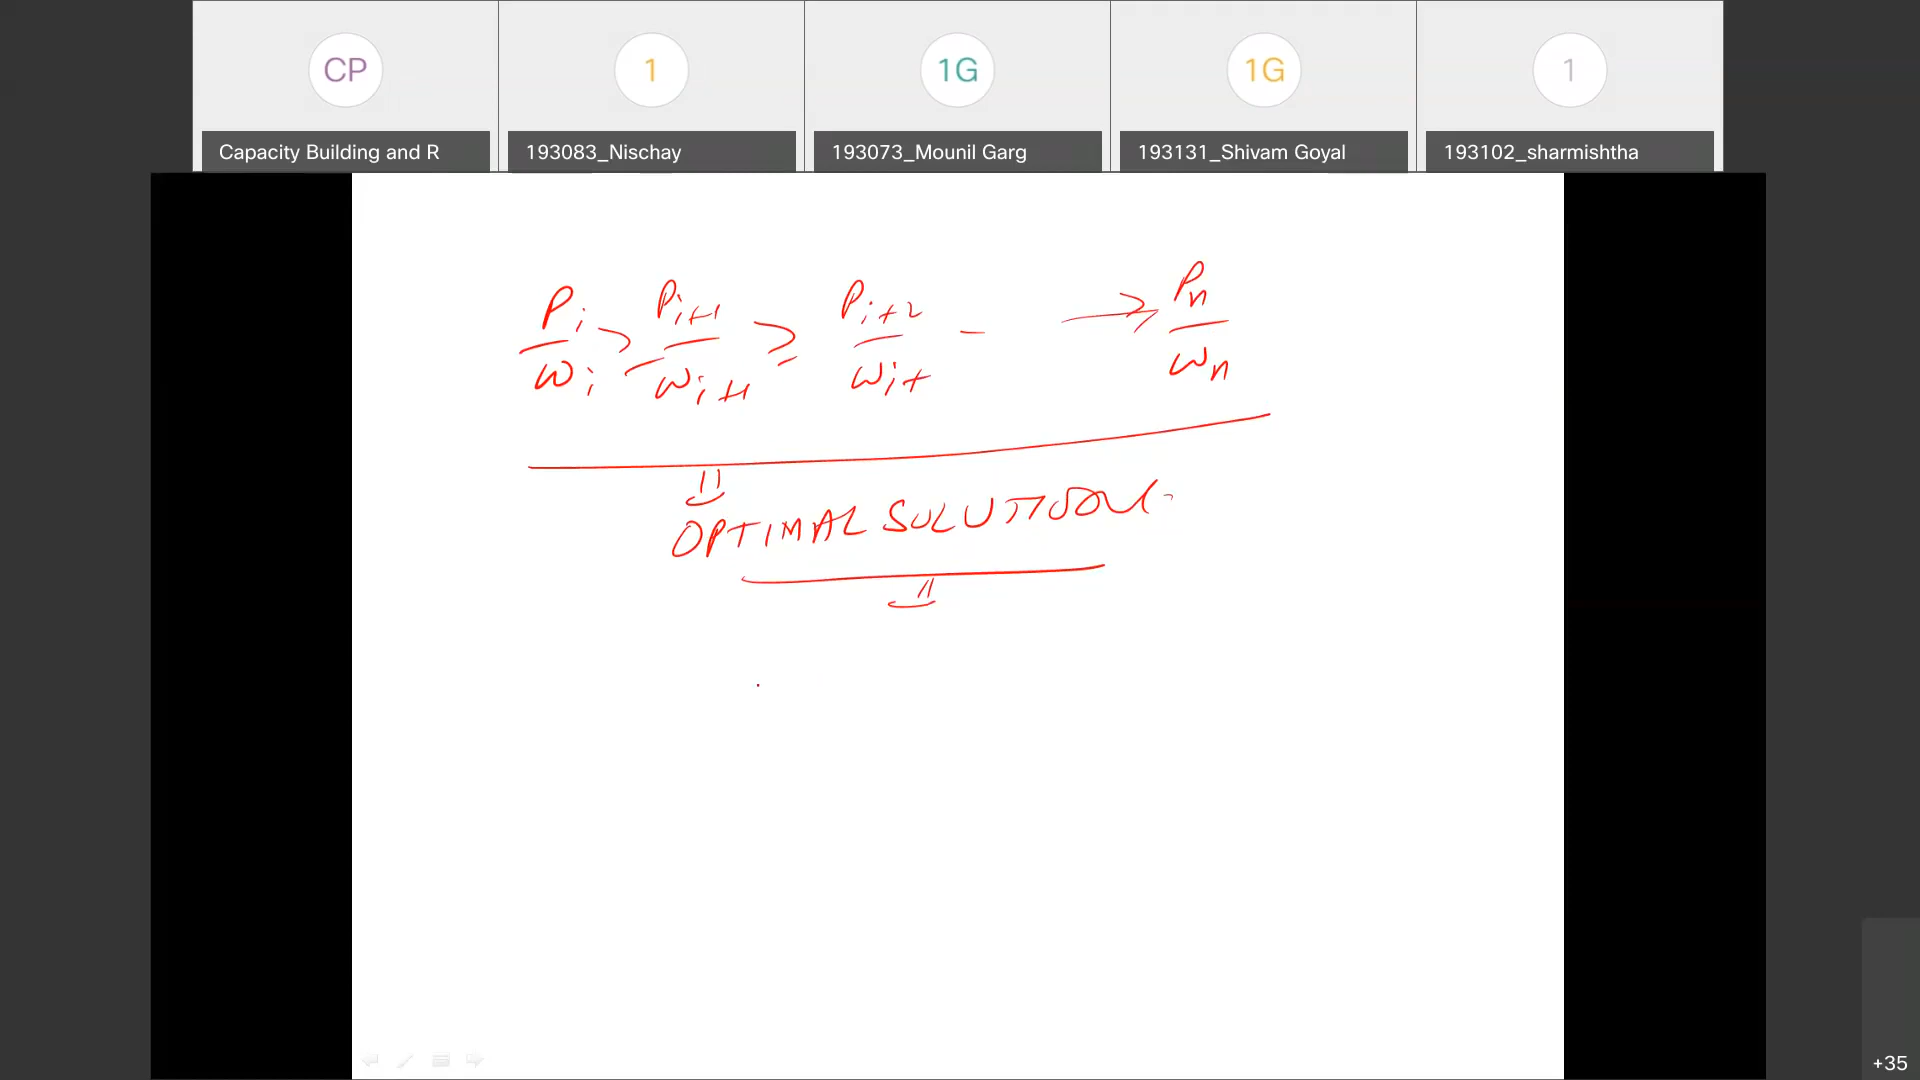 CP 1 1G 1G 1
Capacity Building and R 193083_Nischay 193073_Mounil Garg 193131_Shivam Goyal 193102_sharmishtha
Pi/wi ≥ Pi+1/wi+1 ≥ Pi+2/wi+ - → Pn/wn
OPTIMAL SOLUTION
+35